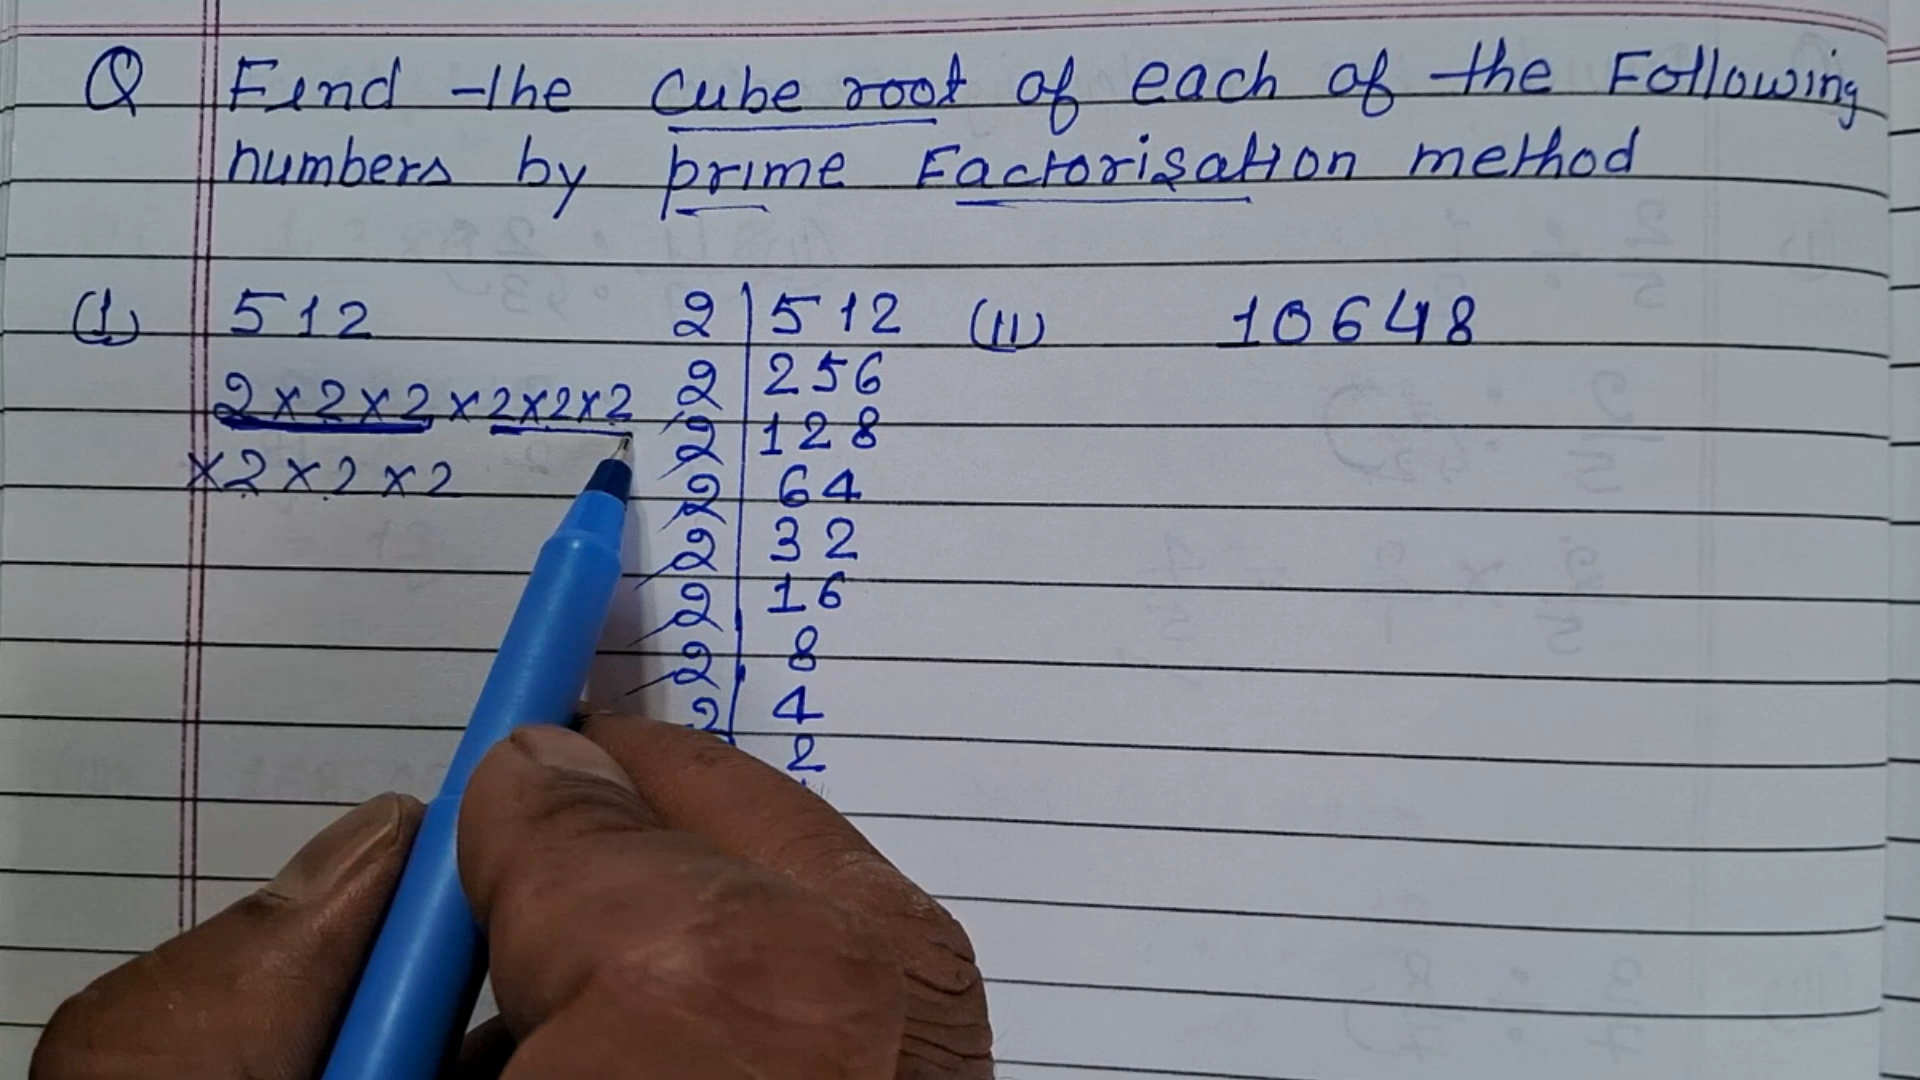 Q Find the Cube root of each of the Following
numbers by prime Factorisation method
(I) 512
2 × 2 × 2 × 2 × 2 × 2
× 2 × 2 × 2
2 | 512
2 | 256
2 | 128
2 | 64
2 | 32
2 | 16
2 | 8
2 | 4
2
(II) 10648